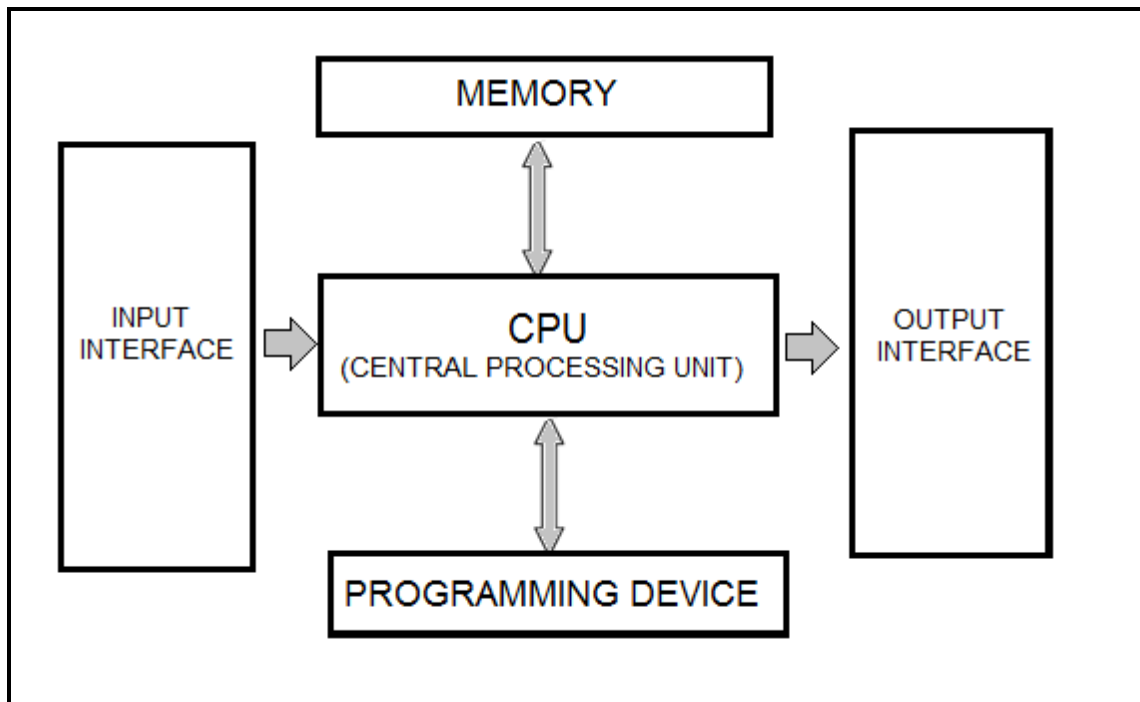 MEMORY
INPUT
INTERFACE
CPU
(CENTRAL PROCESSING UNIT)
OUTPUT
INTERFACE
PROGRAMMING DEVICE